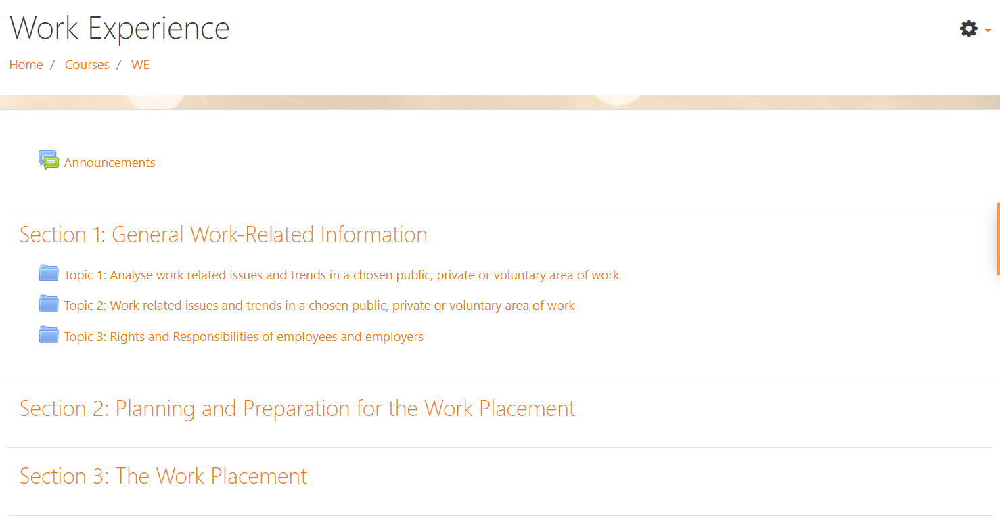 Work Experience
Home / Courses / WE
Announcements
Section 1: General Work-Related Information
Topic 1: Analyse work related issues and trends in a chosen public, private or voluntary area of work
Topic 2: Work related issues and trends in a chosen public, private or voluntary area of work
Topic 3: Rights and Responsibilities of employees and employers
Section 2: Planning and Preparation for the Work Placement
Section 3: The Work Placement